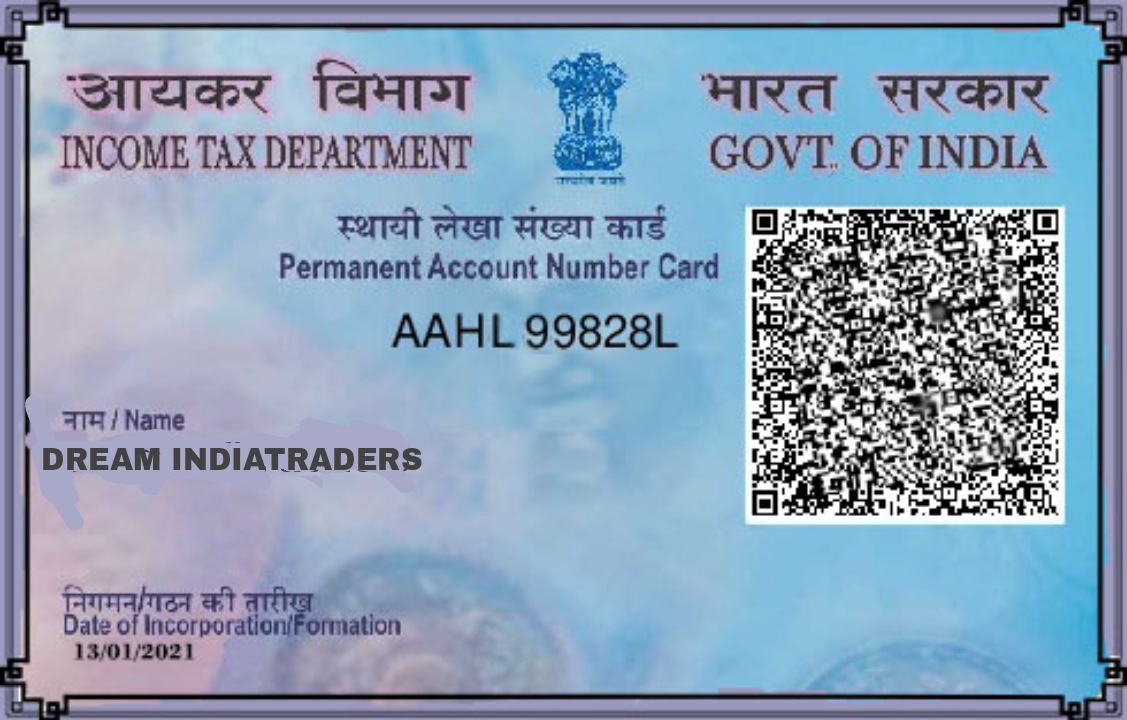 आयकर विभाग
INCOME TAX DEPARTMENT
भारत सरकार
GOVT. OF INDIA
सत्यमेव जयते
स्थायी लेखा संख्या कार्ड
Permanent Account Number Card
AAHL 99828L
नाम / Name
DREAM INDIATRADERS
निगमन/गठन की तारीख
Date of Incorporation/Formation
13/01/2021